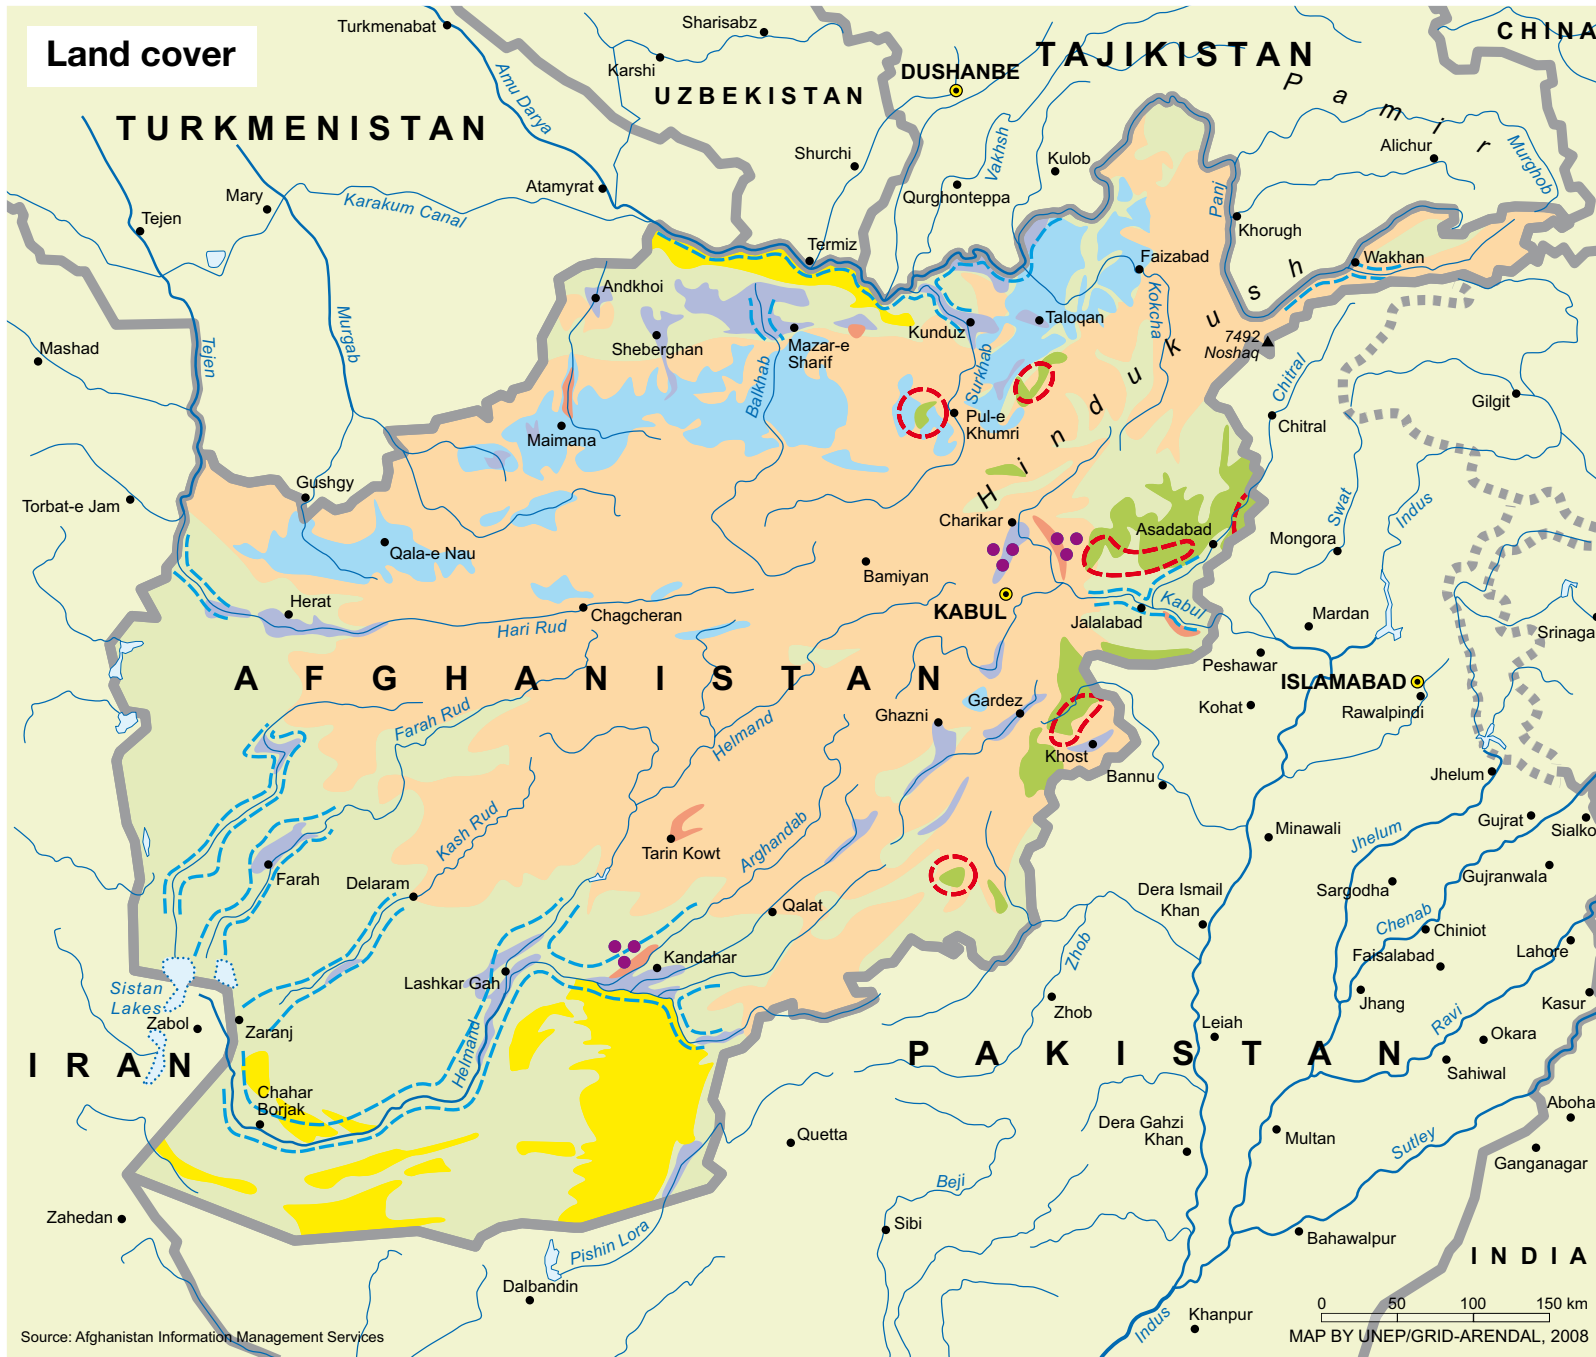 Land cover
Turkmenabat
Sharisabz
CHINA
TAJIKISTAN
Karshi
DUSHANBE
Amu Darya
UZBEKISTAN
Pamir
TURKMENISTAN
Vakhsh
Murghob
Alichur
Shurchi
Kulob
Atamyrat
Qurghonteppa
Panj
Mary
Karakum Canal
Tejen
Khorugh
Termiz
Faizabad
Wakhan
Andkhoi
Kokcha
Murgab
Kunduz
Taloqan
Tejen
Sheberghan
Mazar-e
Sharif
7492
Noshaq
Mashad
Balkhab
Surkhab
Hindukush
Chitral
Gilgit
Pul-e
Khumri
Maimana
Chitral
Gushgy
Torbat-e Jam
Charikar
Asadabad
Swat
Indus
Mongora
Qala-e Nau
Bamiyan
Herat
Chagcheran
KABUL
Kabul
Hari Rud
Jalalabad
Mardan
Srinaga
Peshawar
AFGHANISTAN
ISLAMABAD
Rawalpindi
Kohat
Farah Rud
Helmand
Ghazni
Gardez
Khost
Bannu
Jhelum
Kash Rud
Tarin Kowt
Arghandab
Minawali
Jhelum
Gujrat
Sialko
Farah
Delaram
Gujranwala
Dera Ismail
Khan
Sargodha
Qalat
Chenab
Chiniot
Zhob
Lahore
Lashkar Gah
Kandahar
Faisalabad
Sistan
Lakes
Zabol
Zaranj
Jhang
Kasur
Zhob
Leiah
Ravi
Okara
Helmand
IRAN
PAKISTAN
Sahiwal
Chahar
Borjak
Aboha
Dera Gahzi
Khan
Quetta
Multan
Sutley
Ganganagar
Beji
Zahedan
Sibi
Pishin Lora
Bahawalpur
INDIA
Dalbandin
Indus
Khanpur
0 50 100 150 km
Source: Afghanistan Information Management Services
MAP BY UNEP/GRID-ARENDAL, 2008